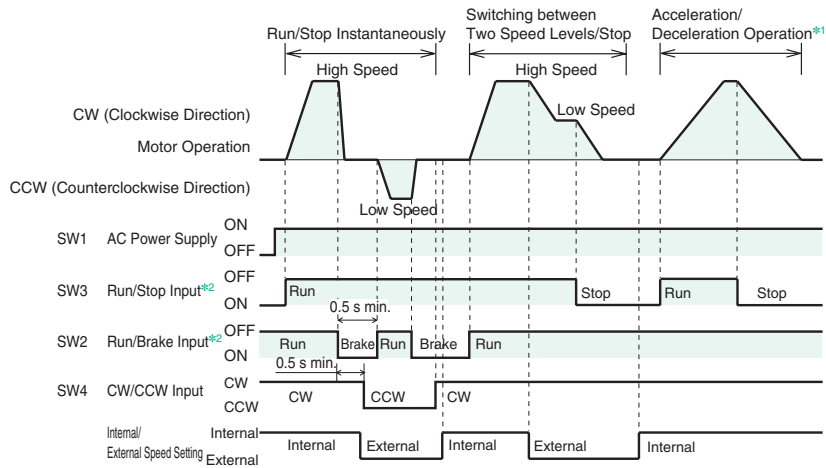 Run/Stop Instantaneously
Switching between
Two Speed Levels/Stop
Acceleration/
Deceleration Operation*1
High Speed
High Speed
CW (Clockwise Direction)
Low Speed
Motor Operation
CCW (Counterclockwise Direction)
Low Speed
SW1 AC Power Supply ON
OFF
SW3 Run/Stop Input*2 OFF
ON
Run
Stop
Run
Stop
0.5 s min.
SW2 Run/Brake Input*2 OFF
ON
Run
Brake
Run
Brake
Run
0.5 s min.
SW4 CW/CCW Input CW
CCW
CW
CCW
CW
Internal/
External Speed Setting
Internal
External
Internal
External
Internal
External
Internal